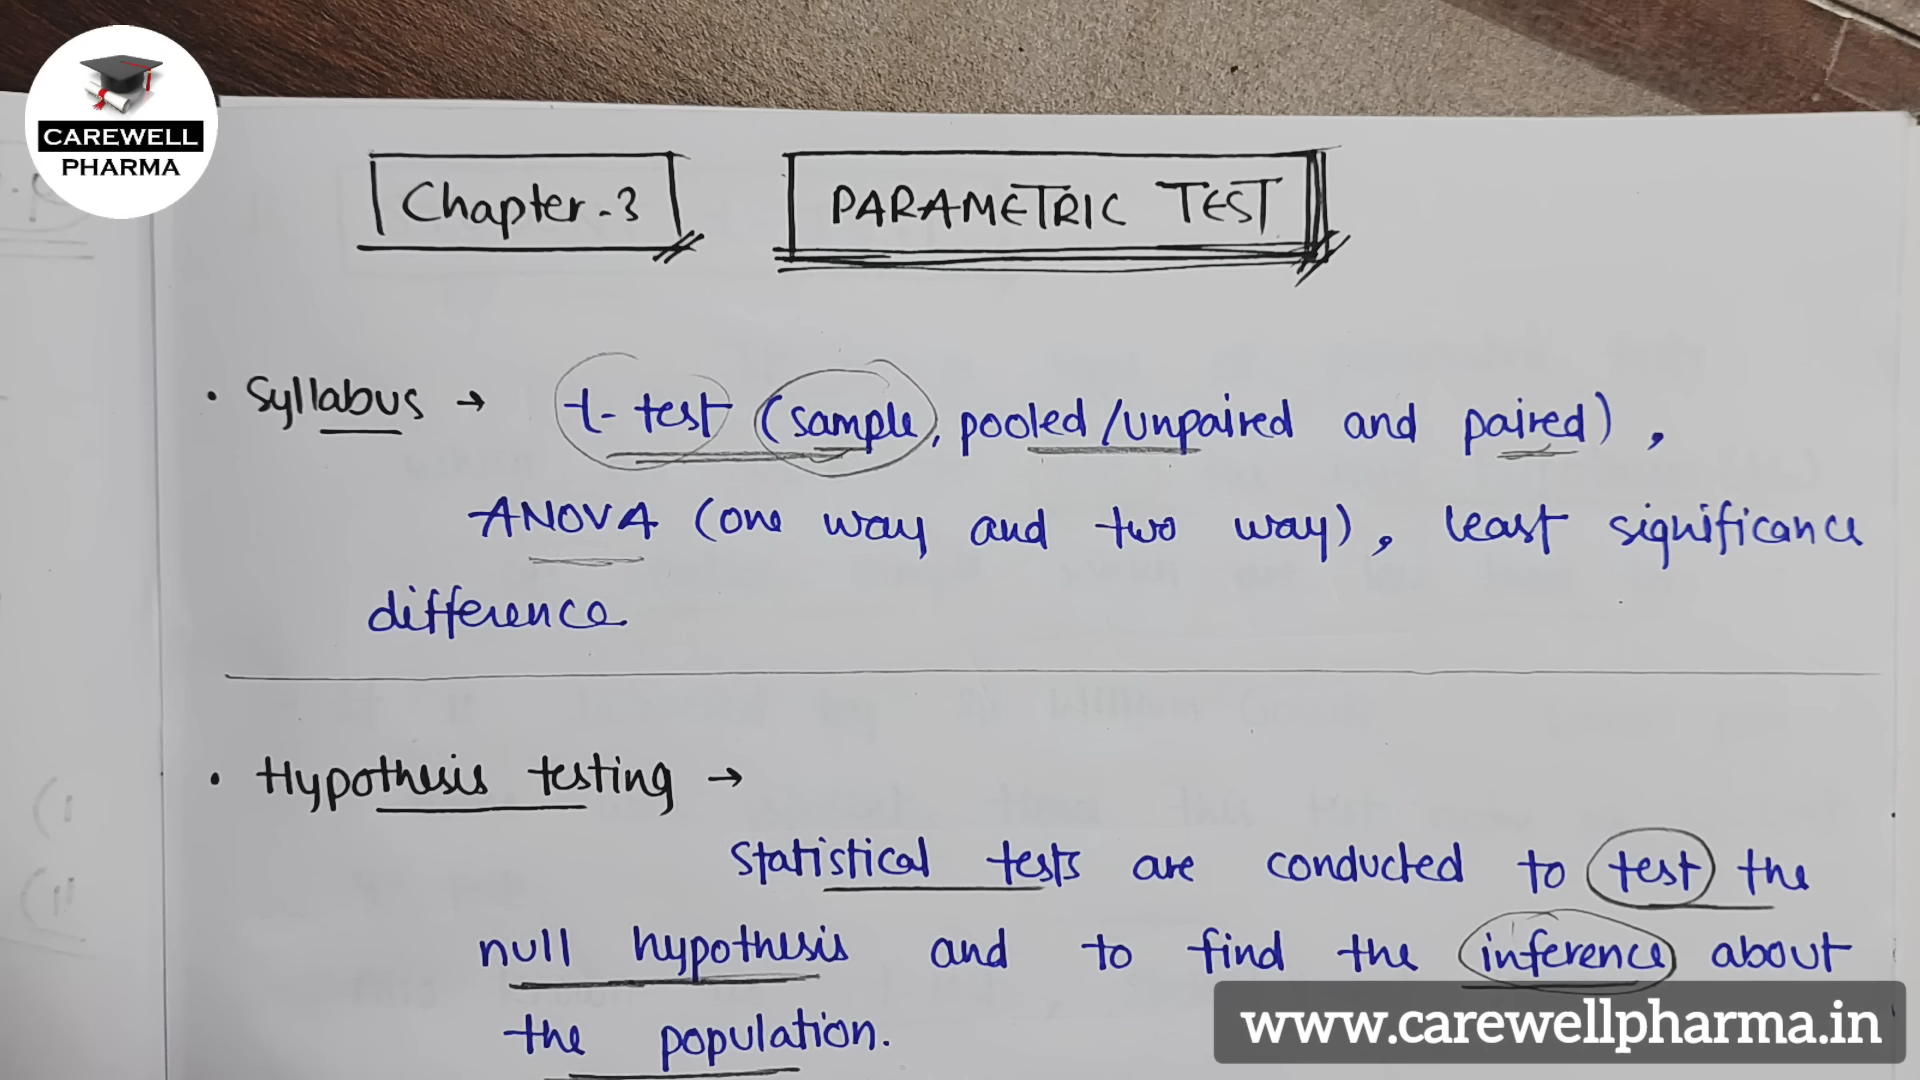 CAREWELL
PHARMA
Chapter-3
PARAMETRIC TEST
• Syllabus → t-test (sample, pooled/unpaired and paired),
ANOVA (one way and two way), least significance
difference.
• Hypothesis testing →
Statistical tests are conducted to test the
null hypothesis and to find the inference about
the population.
www.carewellpharma.in